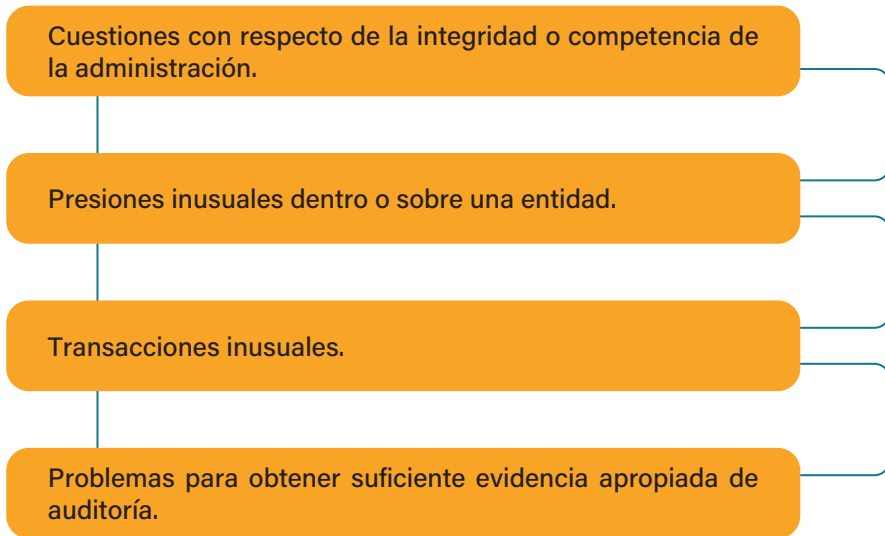 Cuestiones con respecto de la integridad o competencia de
la administración.
Presiones inusuales dentro o sobre una entidad.
Transacciones inusuales.
Problemas para obtener suficiente evidencia apropiada de
auditoría.